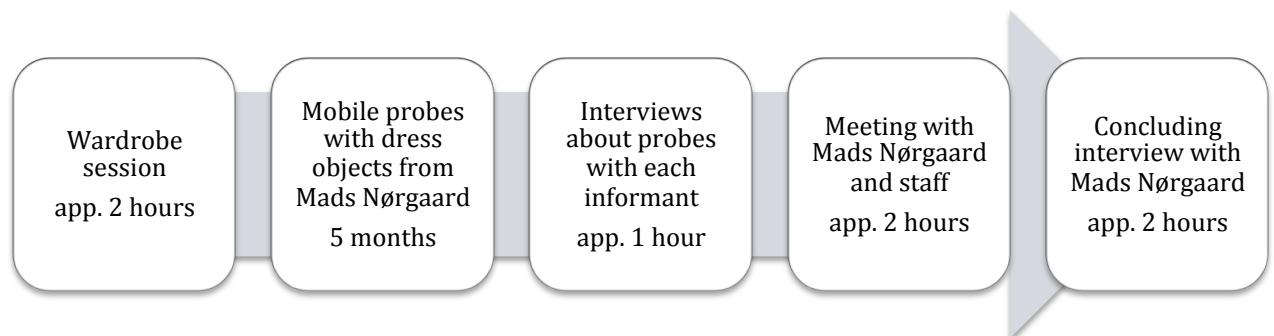 Wardrobe
session
app. 2 hours
Mobile probes
with dress
objects from
Mads Nørgaard
5 months
Interviews
about probes
with each
informant
app. 1 hour
Meeting with
Mads Nørgaard
and staff
app. 2 hours
Concluding
interview with
Mads Nørgaard
app. 2 hours